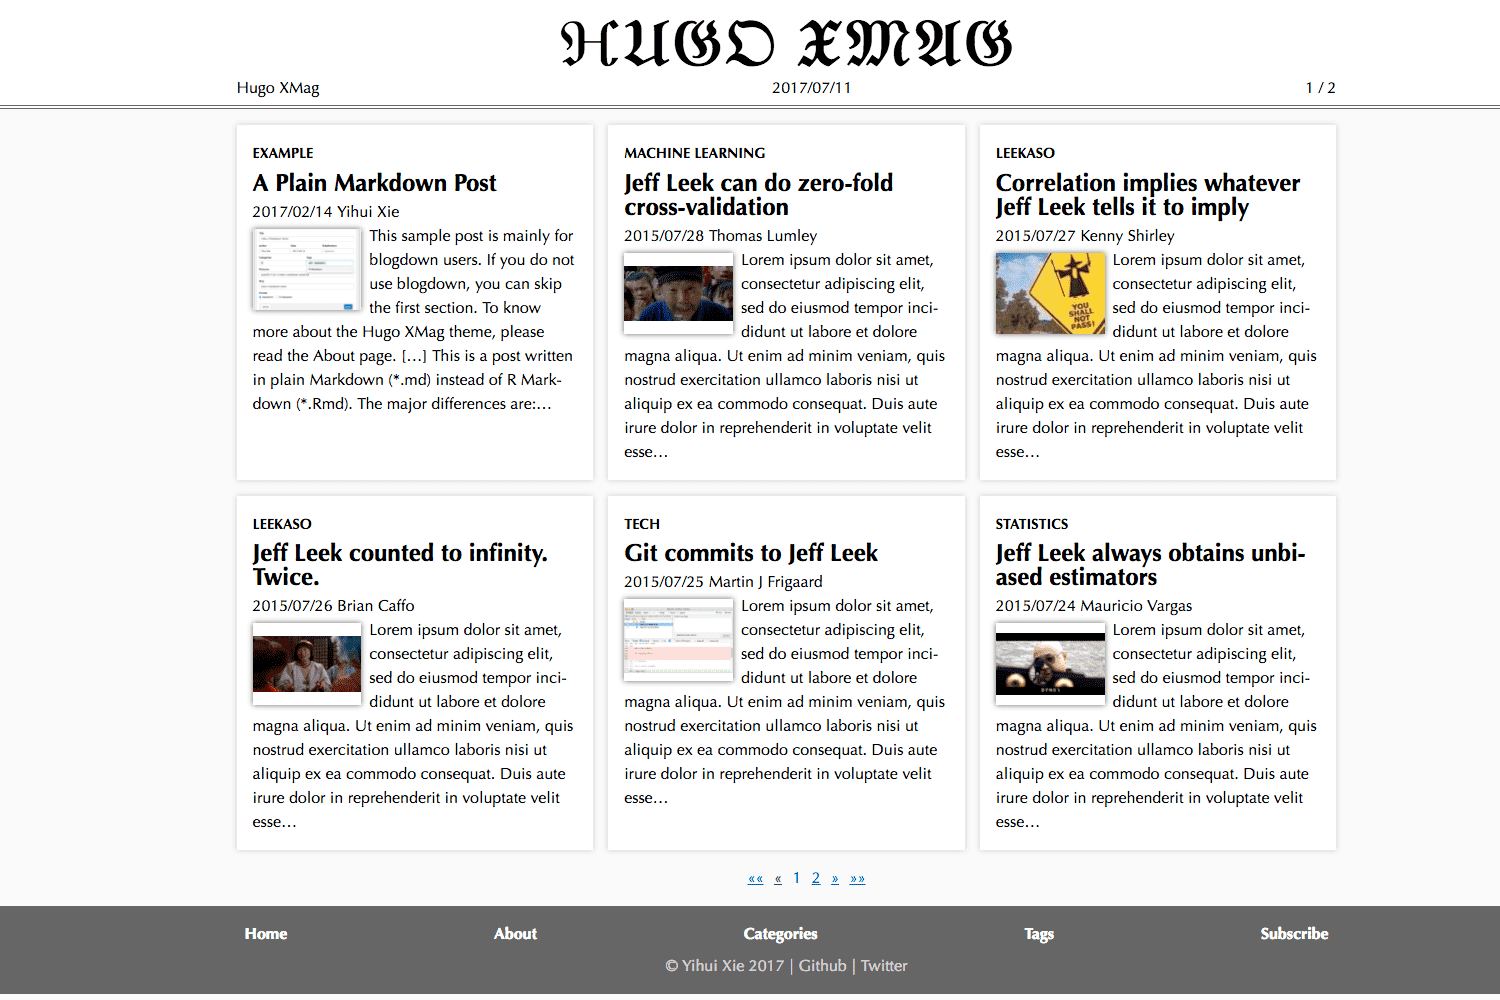 HUGO XMAG
Hugo XMag
2017/07/11
1 / 2
EXAMPLE
A Plain Markdown Post
2017/02/14 Yihui Xie
This sample post is mainly for
blogdown users. If you do not
use blogdown, you can skip
the first section. To know
more about the Hugo XMag theme, please
read the About page. […] This is a post written
in plain Markdown (*.md) instead of R Mark-
down (*.Rmd). The major differences are:…
MACHINE LEARNING
Jeff Leek can do zero-fold
cross-validation
2015/07/28 Thomas Lumley
Lorem ipsum dolor sit amet,
consectetur adipiscing elit,
sed do eiusmod tempor inci-
didunt ut labore et dolore
magna aliqua. Ut enim ad minim veniam, quis
nostrud exercitation ullamco laboris nisi ut
aliquip ex ea commodo consequat. Duis aute
irure dolor in reprehenderit in voluptate velit
esse…
LEEKASO
Correlation implies whatever
Jeff Leek tells it to imply
2015/07/27 Kenny Shirley
YOU
SHALL
NOT
PASS!
Lorem ipsum dolor sit amet,
consectetur adipiscing elit,
sed do eiusmod tempor inci-
didunt ut labore et dolore
magna aliqua. Ut enim ad minim veniam, quis
nostrud exercitation ullamco laboris nisi ut
aliquip ex ea commodo consequat. Duis aute
irure dolor in reprehenderit in voluptate velit
esse…
LEEKASO
Jeff Leek counted to infinity.
Twice.
2015/07/26 Brian Caffo
Lorem ipsum dolor sit amet,
consectetur adipiscing elit,
sed do eiusmod tempor inci-
didunt ut labore et dolore
magna aliqua. Ut enim ad minim veniam, quis
nostrud exercitation ullamco laboris nisi ut
aliquip ex ea commodo consequat. Duis aute
irure dolor in reprehenderit in voluptate velit
esse…
TECH
Git commits to Jeff Leek
2015/07/25 Martin J Frigaard
Lorem ipsum dolor sit amet,
consectetur adipiscing elit,
sed do eiusmod tempor inci-
didunt ut labore et dolore
magna aliqua. Ut enim ad minim veniam, quis
nostrud exercitation ullamco laboris nisi ut
aliquip ex ea commodo consequat. Duis aute
irure dolor in reprehenderit in voluptate velit
esse…
STATISTICS
Jeff Leek always obtains unbi-
ased estimators
2015/07/24 Mauricio Vargas
Lorem ipsum dolor sit amet,
consectetur adipiscing elit,
sed do eiusmod tempor inci-
didunt ut labore et dolore
magna aliqua. Ut enim ad minim veniam, quis
nostrud exercitation ullamco laboris nisi ut
aliquip ex ea commodo consequat. Duis aute
irure dolor in reprehenderit in voluptate velit
esse…
«« « 1 2 » »»
Home About Categories Tags Subscribe
© Yihui Xie 2017 | Github | Twitter